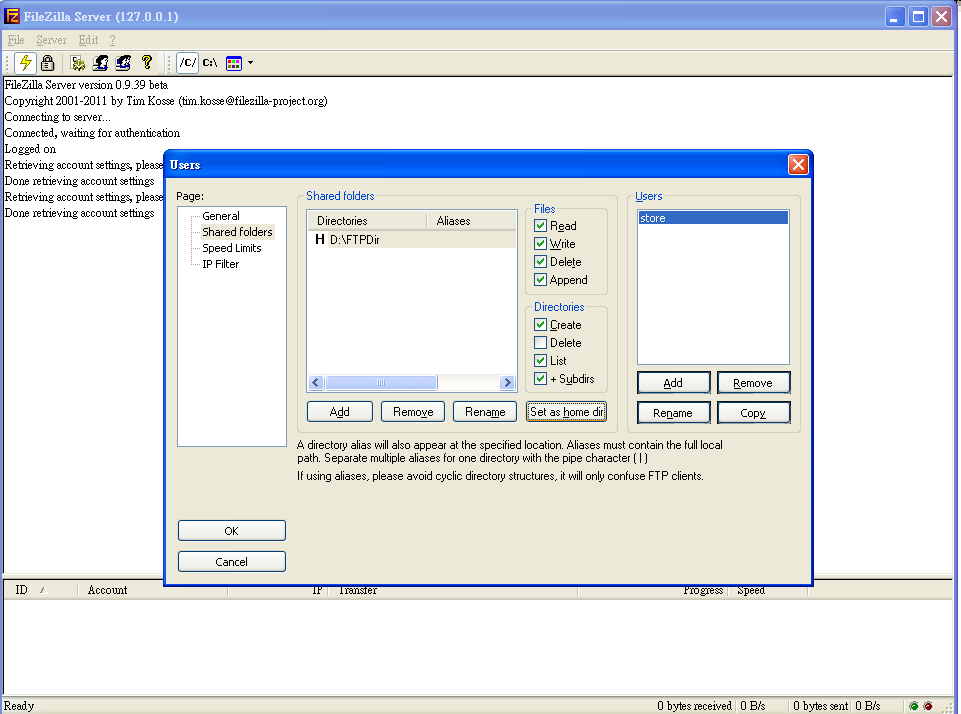 FileZilla Server (127.0.0.1)
File Server Edit ?
/C/ C:\
FileZilla Server version 0.9.39 beta
Copyright 2001-2011 by Tim Kosse (tim.kosse@filezilla-project.org)
Connecting to server...
Connected, waiting for authentication
Logged on
Retrieving account settings, please
Done retrieving account settings
Retrieving account settings, please
Done retrieving account settings
Users
Page:
General
Shared folders
Speed Limits
IP Filter
Shared folders
Directories Aliases
H D:\FTPDir
Add Remove Rename Set as home dir
Files
Read
Write
Delete
Append
Directories
Create
Delete
List
+ Subdirs
Users
store
Add Remove
Rename Copy
A directory alias will also appear at the specified location. Aliases must contain the full local
path. Separate multiple aliases for one directory with the pipe character ( | )
If using aliases, please avoid cyclic directory structures, it will only confuse FTP clients.
OK
Cancel
ID Account IP Transfer Progress Speed
Ready 0 bytes received 0 B/s 0 bytes sent 0 B/s